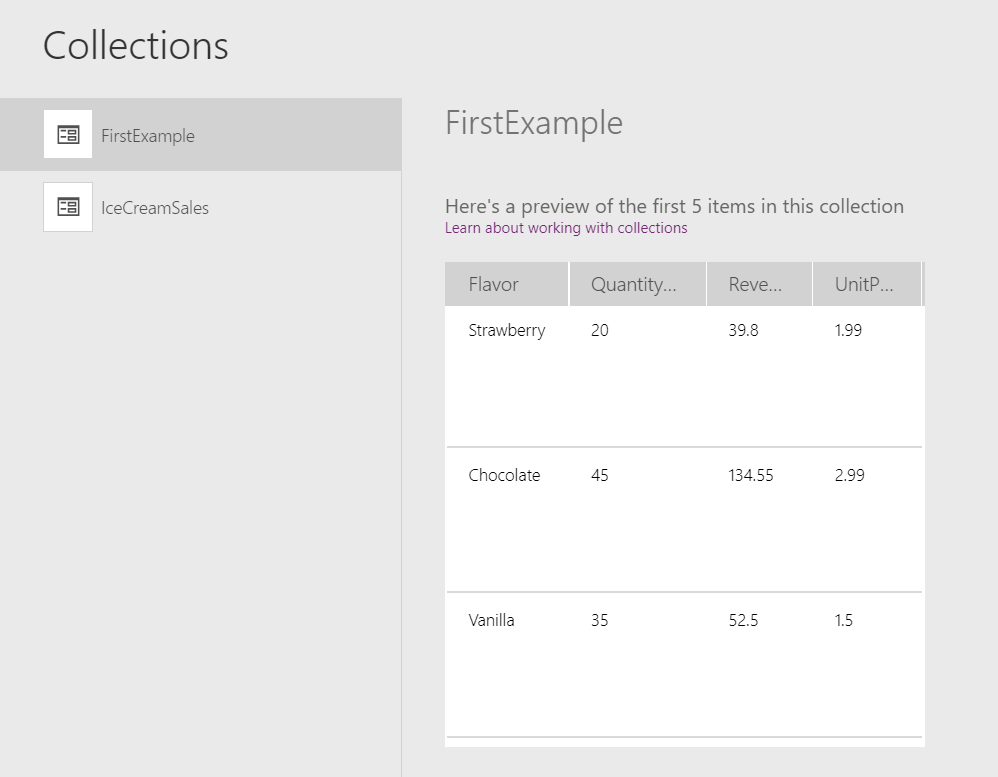 Collections
FirstExample
IceCreamSales
FirstExample
Here's a preview of the first 5 items in this collection
Learn about working with collections
Flavor Quantity... Reve... UnitP...
Strawberry 20 39.8 1.99
Chocolate 45 134.55 2.99
Vanilla 35 52.5 1.5